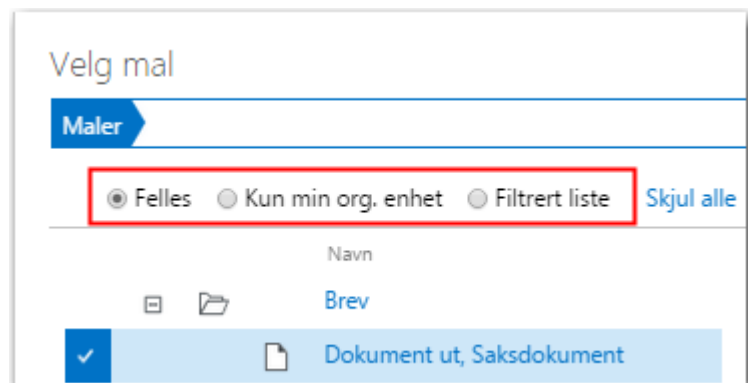 Velg mal
Maler
Felles Kun min org. enhet Filtrert liste Skjul alle
Navn
Brev
Dokument ut, Saksdokument